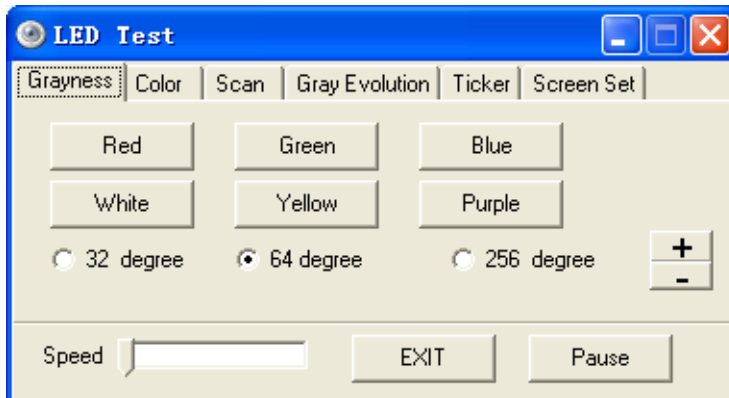 LED Test
Grayness Color Scan Gray Evolution Ticker Screen Set
Red Green Blue
White Yellow Purple
32 degree 64 degree 256 degree
+
-
Speed EXIT Pause